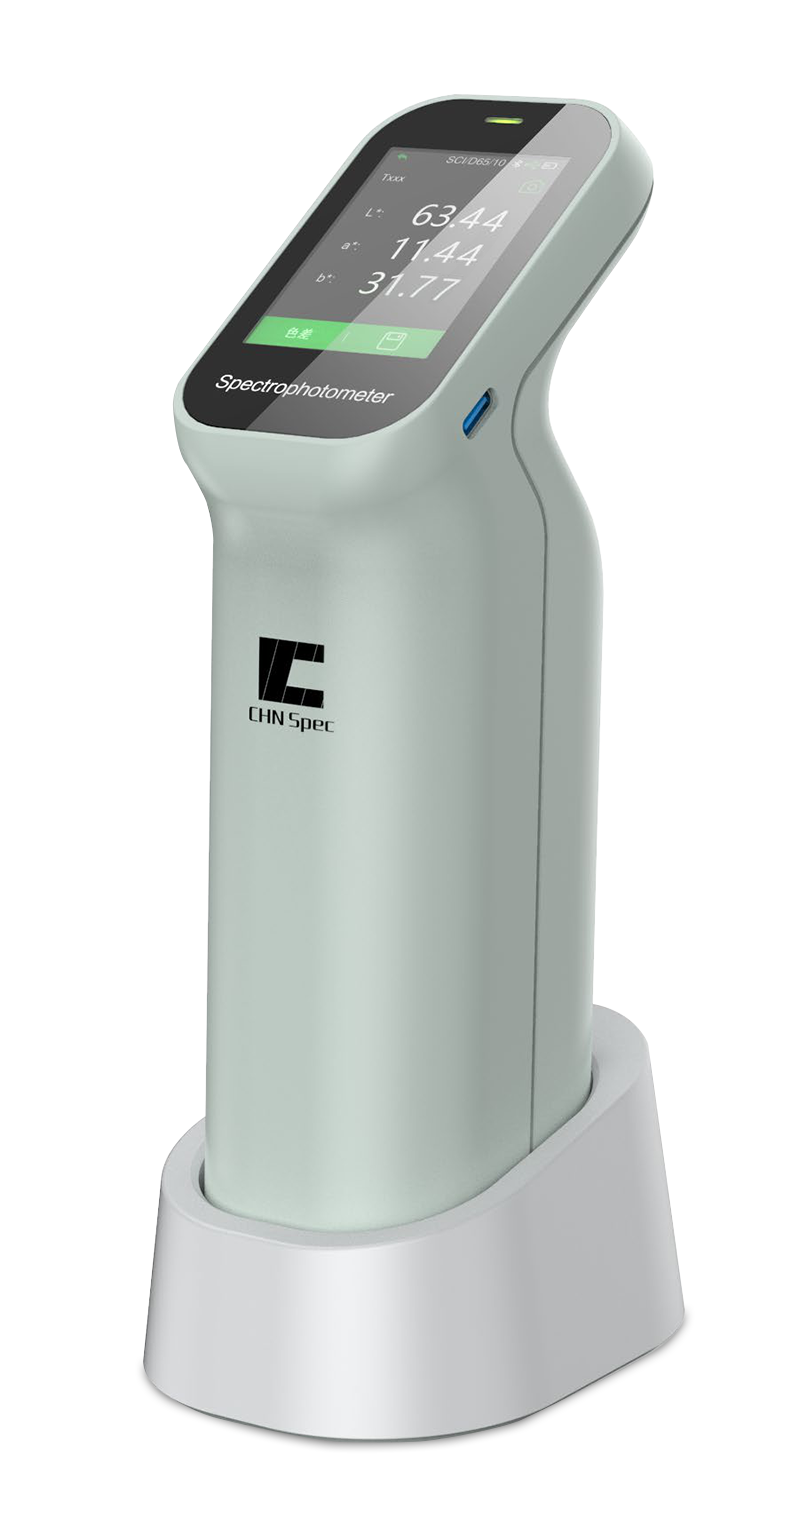 SCI/D65/10
Txxx
L*: 63.44
a*: 11.44
b*: 31.77
色差
Spectrophotometer
CHN Spec